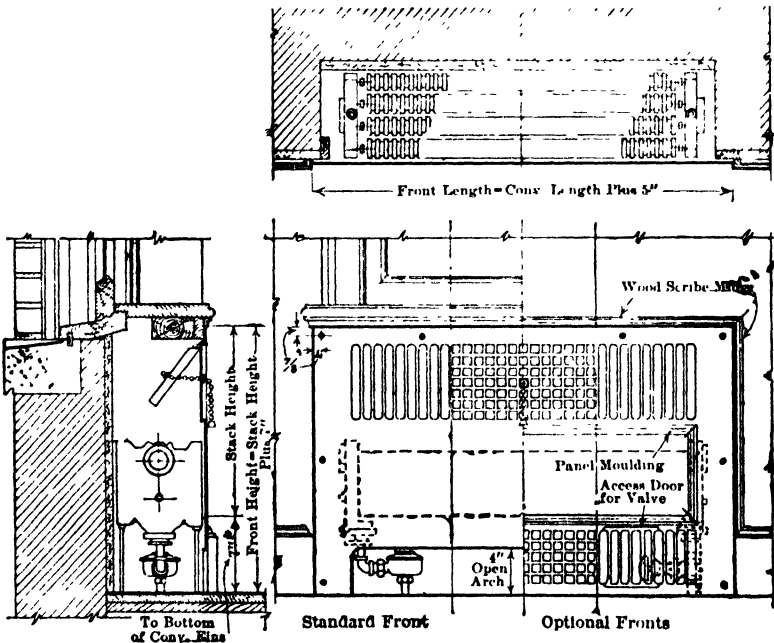 Front Length=Conv. Length Plus 5"
Wood Scribe
Stack Height
Front Height=Stack Height
Plus
Panel Moulding
Access Door
for Valve
4"
Open
Arch
To Bottom
of Conv. Fins
Standard Front
Optional Fronts